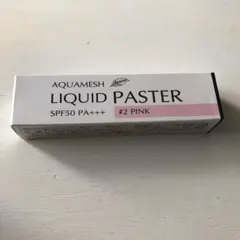 AQUAMESH
LIQUID PASTER
SPF50 PA+++ #2 PINK